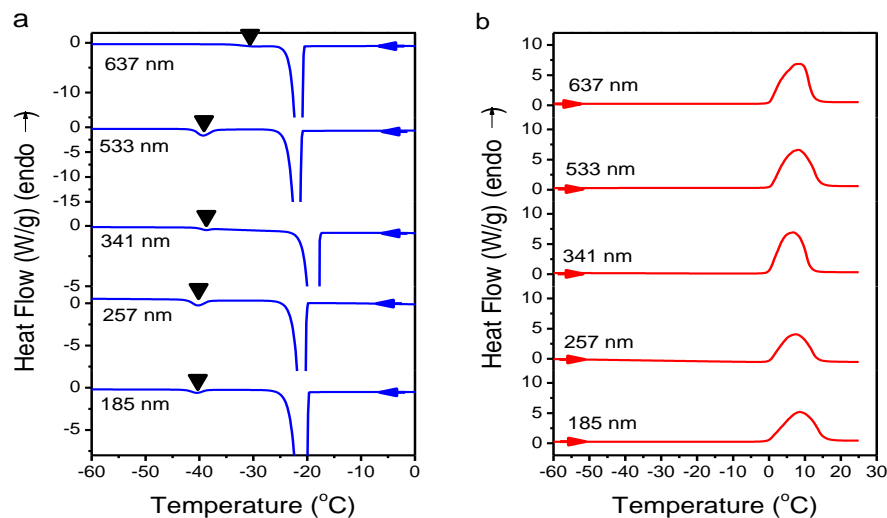 a
0
637 nm
-10
0
533 nm
-5
-10
-15
0
341 nm
-5
0
257 nm
-5
0
185 nm
-5
-60 -50 -40 -30 -20 -10 0
Temperature (°C)
Heat Flow (W/g) (endo →)
b
10
5
637 nm
0
10
5
533 nm
0
10
5
341 nm
0
10
5
257 nm
0
10
5
185 nm
0
-60 -50 -40 -30 -20 -10 0 10 20 30
Temperature (°C)
Heat Flow (W/g) (endo →)